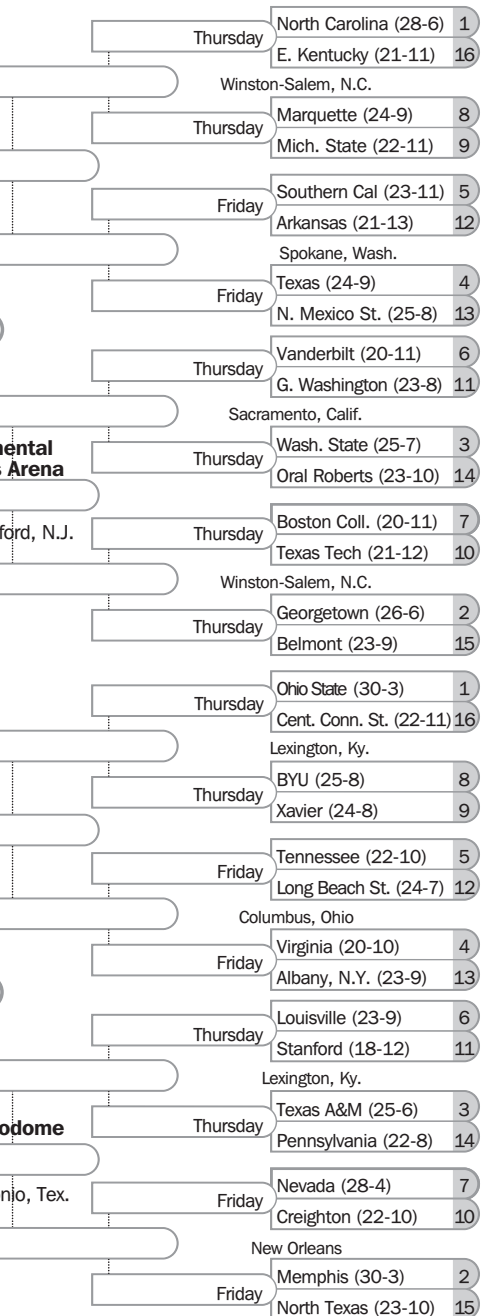 Thursday
North Carolina (28-6) 1
E. Kentucky (21-11) 16
Winston-Salem, N.C.
Thursday
Marquette (24-9) 8
Mich. State (22-11) 9
Friday
Southern Cal (23-11) 5
Arkansas (21-13) 12
Spokane, Wash.
Friday
Texas (24-9) 4
N. Mexico St. (25-8) 13
Thursday
Vanderbilt (20-11) 6
G. Washington (23-8) 11
Sacramento, Calif.
Thursday
Wash. State (25-7) 3
Oral Roberts (23-10) 14
nental
s Arena
ford, N.J.
Thursday
Boston Coll. (20-11) 7
Texas Tech (21-12) 10
Winston-Salem, N.C.
Thursday
Georgetown (26-6) 2
Belmont (23-9) 15
Thursday
Ohio State (30-3) 1
Cent. Conn. St. (22-11) 16
Lexington, Ky.
Thursday
BYU (25-8) 8
Xavier (24-8) 9
Friday
Tennessee (22-10) 5
Long Beach St. (24-7) 12
Columbus, Ohio
Friday
Virginia (20-10) 4
Albany, N.Y. (23-9) 13
Thursday
Louisville (23-9) 6
Stanford (18-12) 11
Lexington, Ky.
Thursday
Texas A&M (25-6) 3
Pennsylvania (22-8) 14
odome
nio, Tex.
Friday
Nevada (28-4) 7
Creighton (22-10) 10
New Orleans
Friday
Memphis (30-3) 2
North Texas (23-10) 15